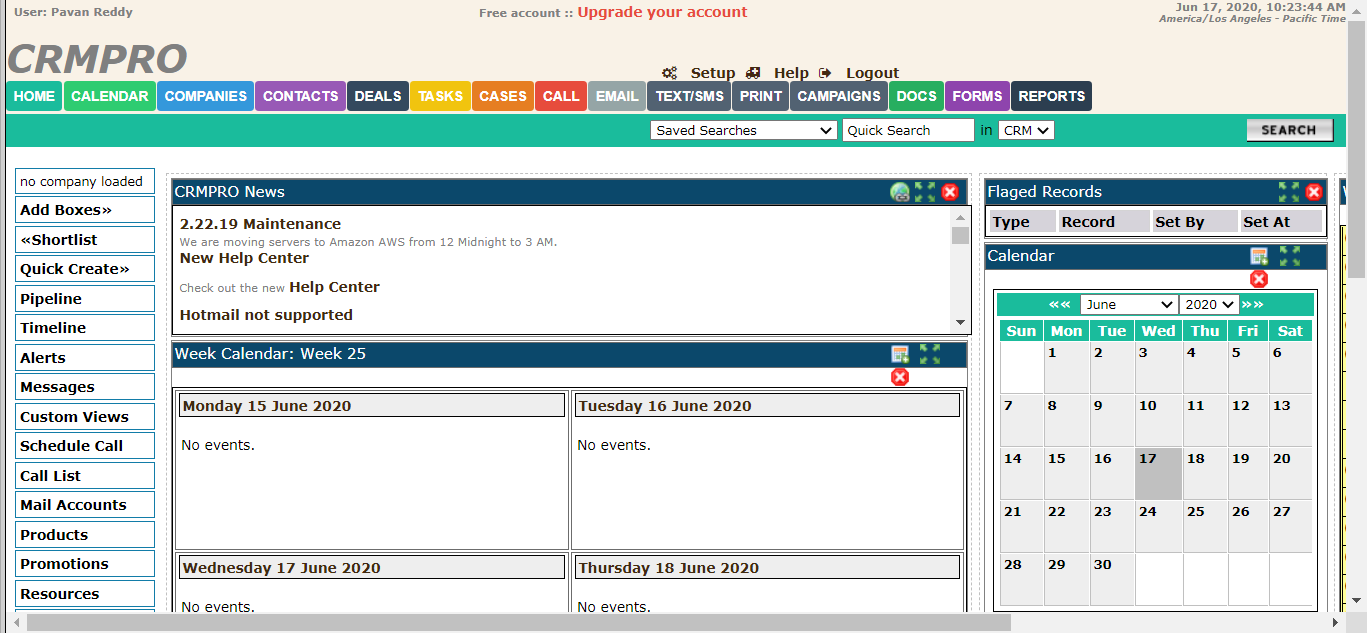 User: Pavan Reddy
Free account :: Upgrade your account
Jun 17, 2020, 10:23:44 AM
America/Los Angeles - Pacific Time
CRMPRO
Setup Help Logout
HOME CALENDAR COMPANIES CONTACTS DEALS TASKS CASES CALL EMAIL TEXT/SMS PRINT CAMPAIGNS DOCS FORMS REPORTS
Saved Searches Quick Search in CRM SEARCH
no company loaded
Add Boxes»
«Shortlist
Quick Create»
Pipeline
Timeline
Alerts
Messages
Custom Views
Schedule Call
Call List
Mail Accounts
Products
Promotions
Resources
CRMPRO News
2.22.19 Maintenance
We are moving servers to Amazon AWS from 12 Midnight to 3 AM.
New Help Center
Check out the new Help Center
Hotmail not supported
Week Calendar: Week 25
Monday 15 June 2020 Tuesday 16 June 2020
No events. No events.
Wednesday 17 June 2020 Thursday 18 June 2020
No events. No events.
Flaged Records
Type Record Set By Set At
Calendar
«« June 2020 »»
Sun Mon Tue Wed Thu Fri Sat
1 2 3 4 5 6
7 8 9 10 11 12 13
14 15 16 17 18 19 20
21 22 23 24 25 26 27
28 29 30